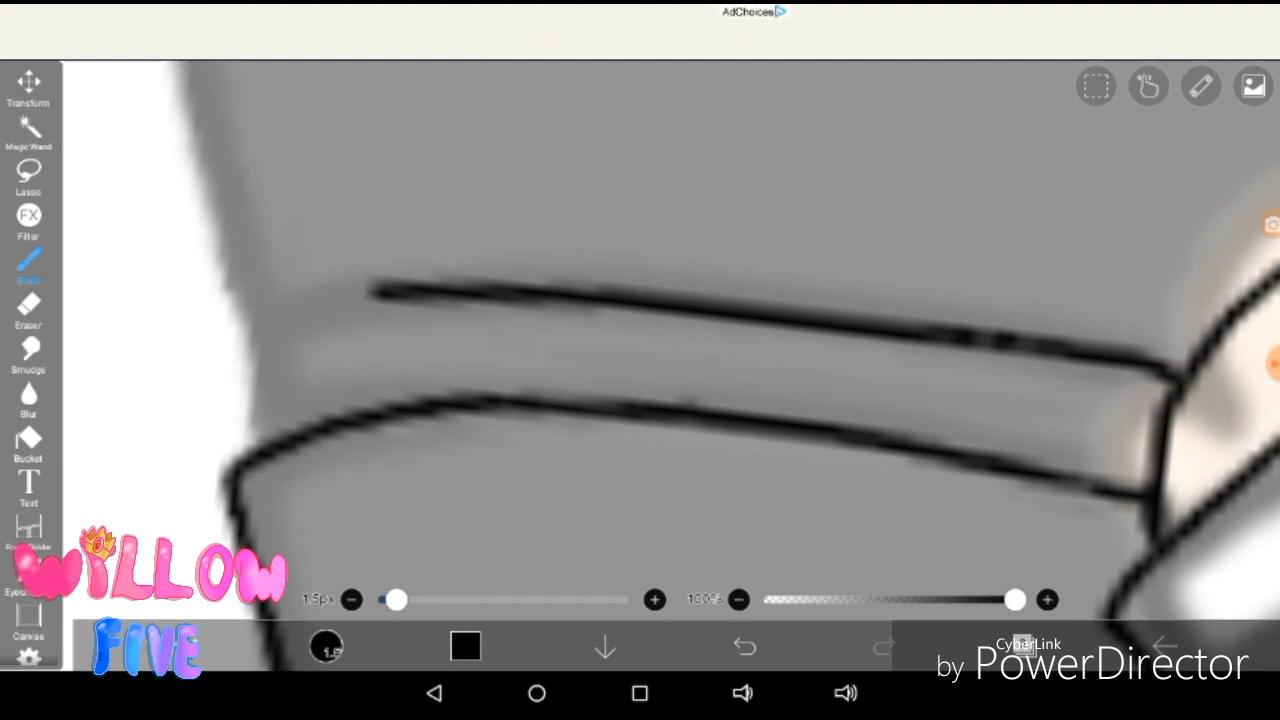 AdChoices
Transform
Magic Wand
Lasso
FX
Filter
Brush
Eraser
Smudge
Blur
Bucket
T
Text
Canvas
WiLLOW
FIVE
1.5px
100%
CyberLink
by PowerDirector